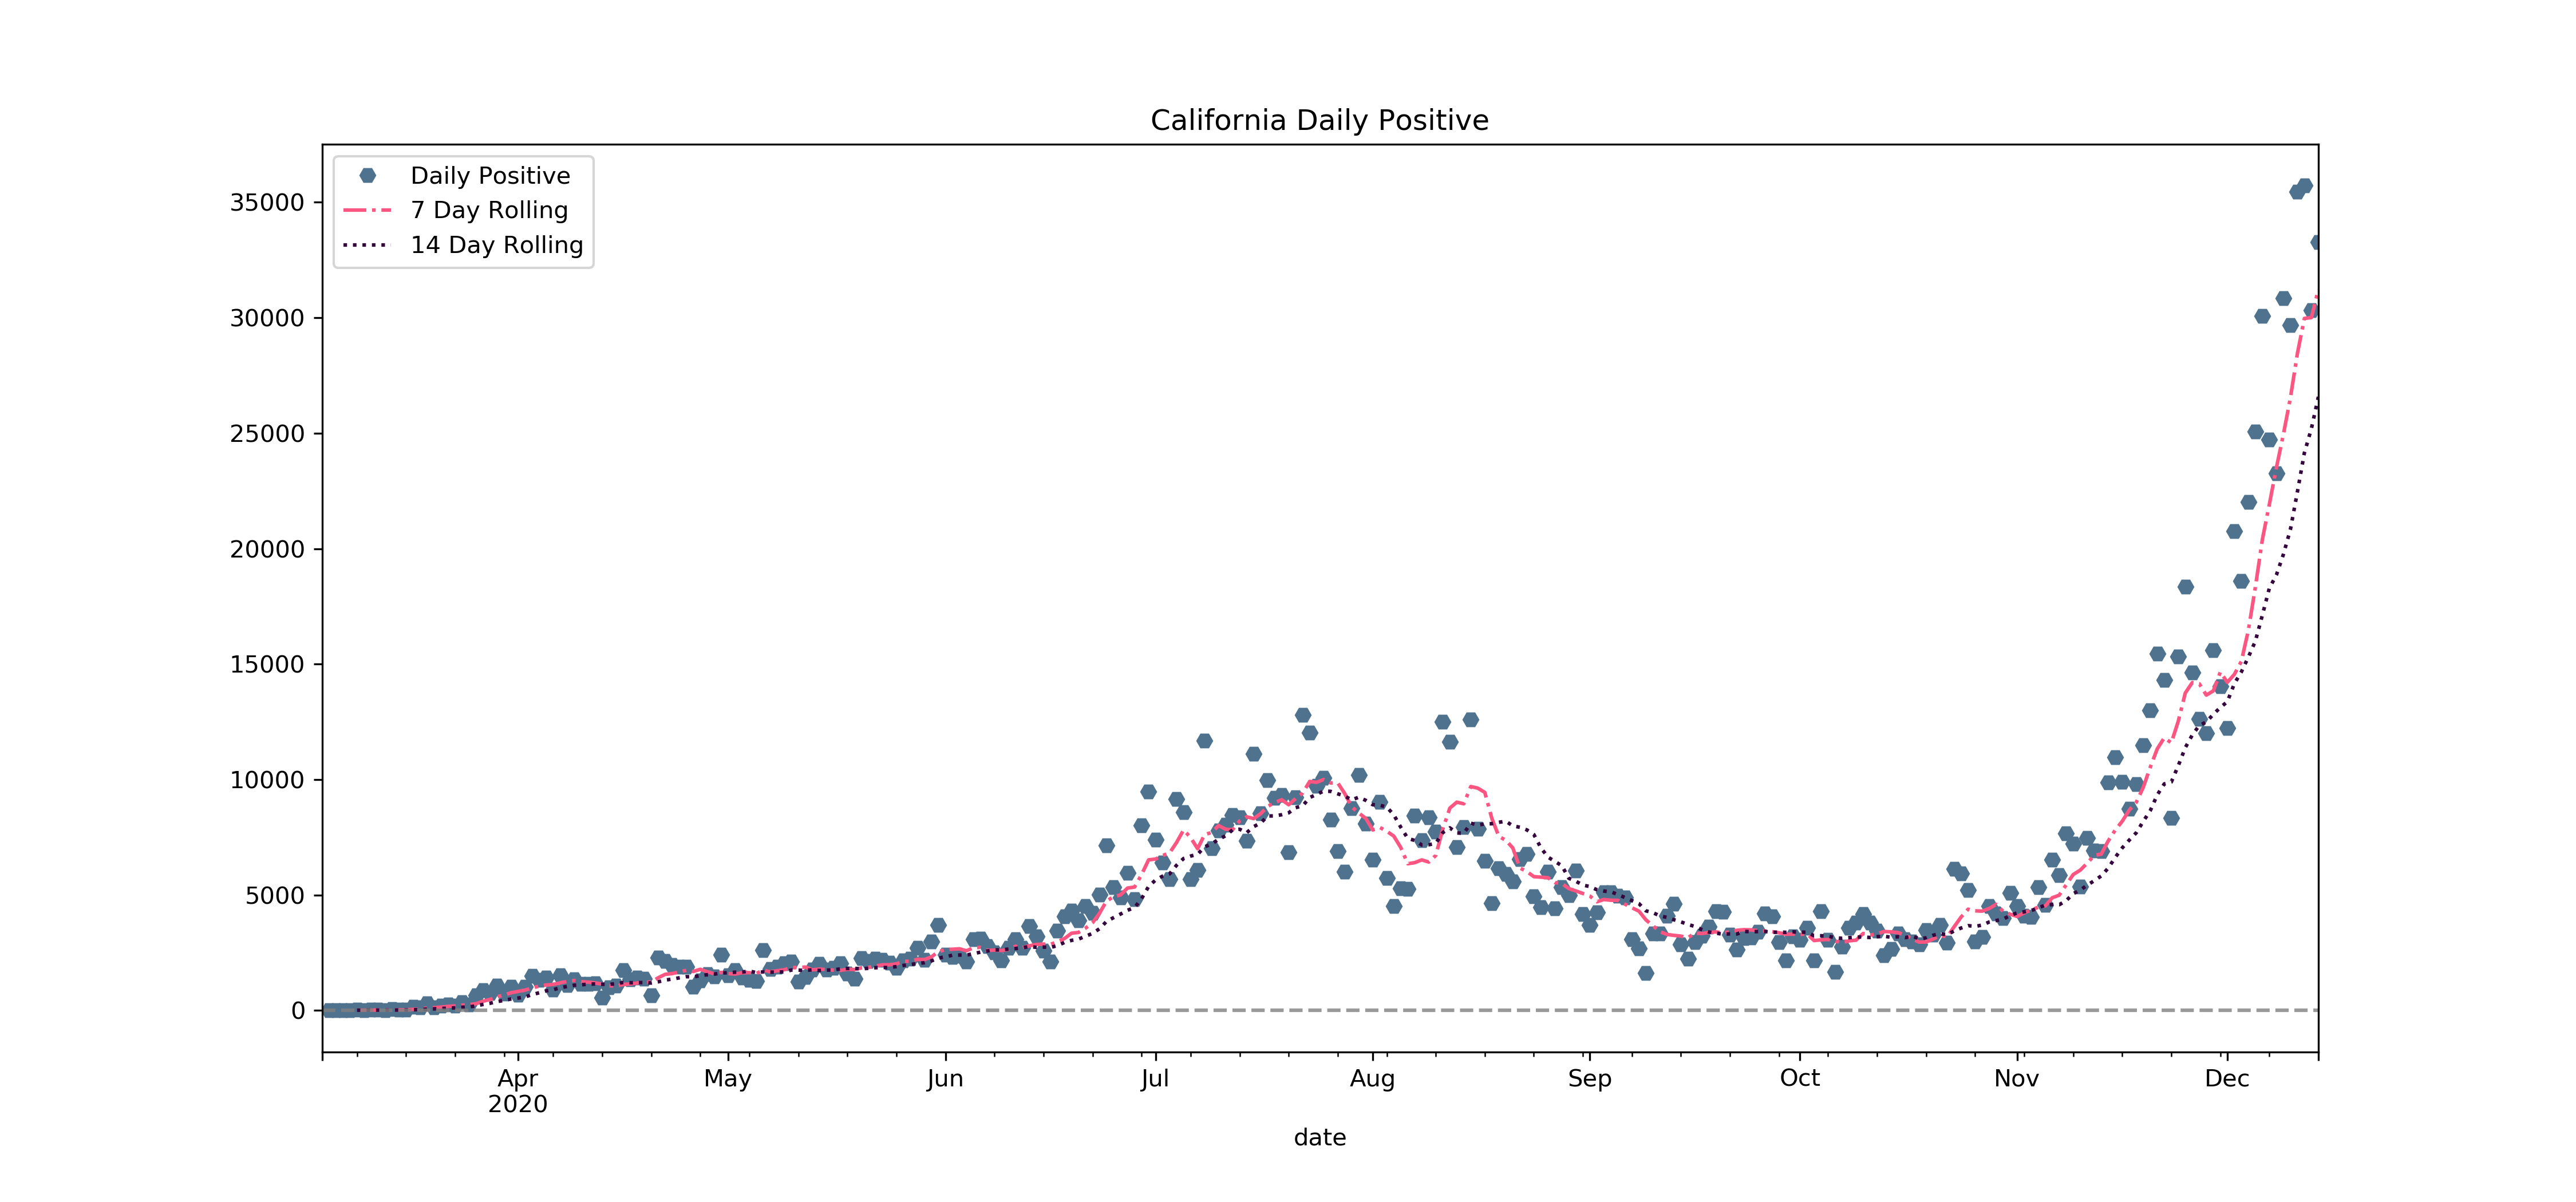 California Daily Positive
Daily Positive
7 Day Rolling
14 Day Rolling
35000
30000
25000
20000
15000
10000
5000
0
Apr May Jun Jul Aug Sep Oct Nov Dec
2020
date